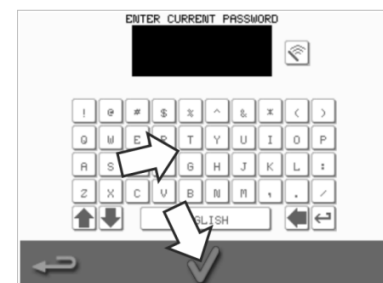 ENTER CURRENT PASSWORD
! @ # $ % ^ & * ( )
Q W E T Y U I O P
A S G H J K L :
Z X C V B N M , . /